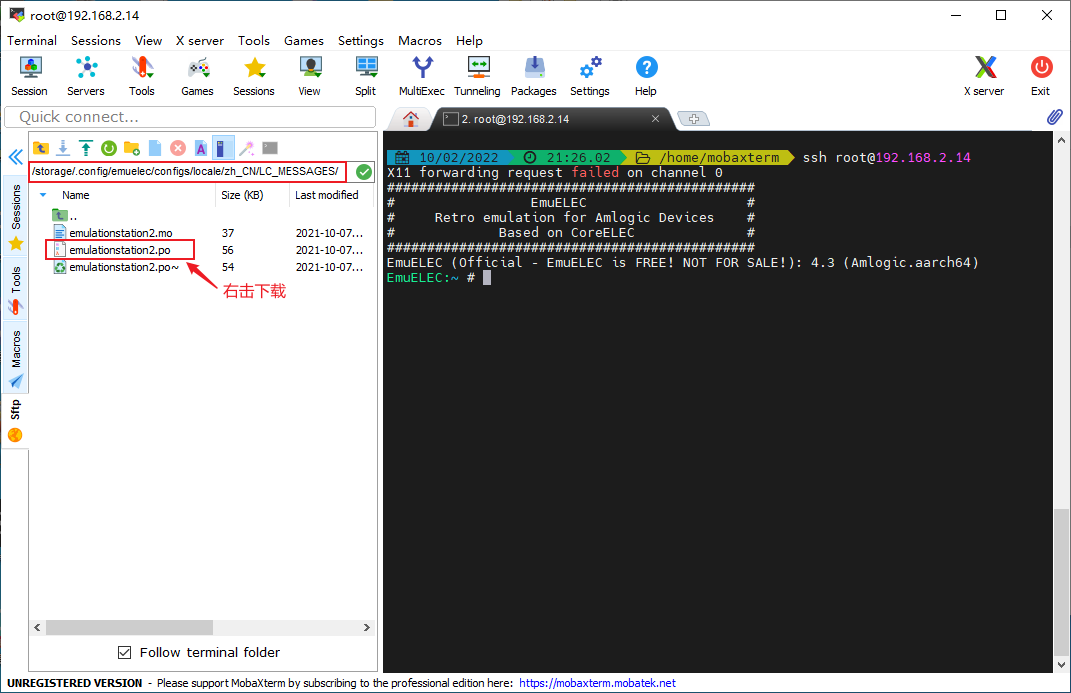 root@192.168.2.14
Terminal Sessions View X server Tools Games Settings Macros Help
Session Servers Tools Games Sessions View Split MultiExec Tunneling Packages Settings Help X server Exit
Quick connect...
2. root@192.168.2.14
/storage/.config/emuelec/configs/locale/zh_CN/LC_MESSAGES/
Name Size (KB) Last modified
..
emulationstation2.mo 37 2021-10-07...
emulationstation2.po 56 2021-10-07...
emulationstation2.po~ 54 2021-10-07...
右击下载
Sessions
Tools
Macros
Sftp
Follow terminal folder
10/02/2022 21:26.02 /home/mobaxterm ssh root@192.168.2.14
X11 forwarding request failed on channel 0
##############################################
# EmuELEC #
# Retro emulation for Amlogic Devices #
# Based on CoreELEC #
##############################################
EmuELEC (Official - EmuELEC is FREE! NOT FOR SALE!): 4.3 (Amlogic.aarch64)
EmuELEC:~ #
UNREGISTERED VERSION - Please support MobaXterm by subscribing to the professional edition here: https://mobaxterm.mobatek.net